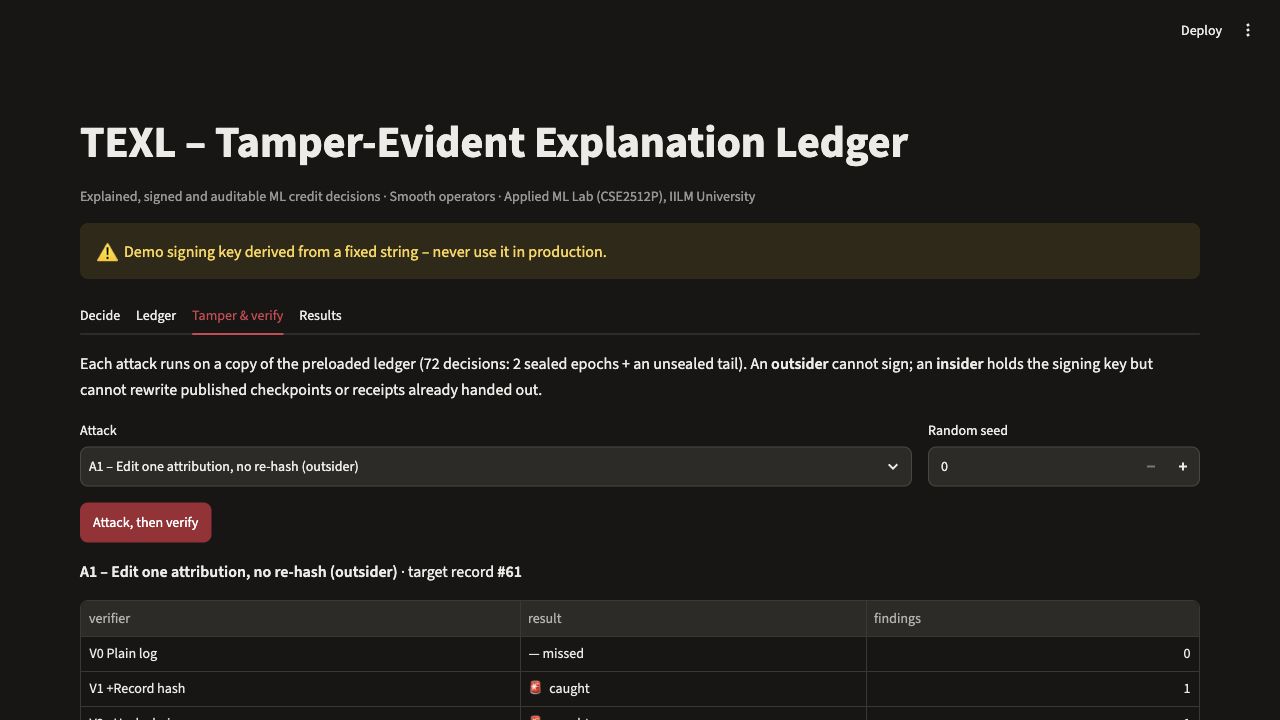 Deploy
TEXL – Tamper-Evident Explanation Ledger
Explained, signed and auditable ML credit decisions · Smooth operators · Applied ML Lab (CSE2512P), IILM University
⚠️ Demo signing key derived from a fixed string – never use it in production.
Decide Ledger Tamper & verify Results
Each attack runs on a copy of the preloaded ledger (72 decisions: 2 sealed epochs + an unsealed tail). An outsider cannot sign; an insider holds the signing key but
cannot rewrite published checkpoints or receipts already handed out.
Attack Random seed
A1 – Edit one attribution, no re-hash (outsider) 0 − +
Attack, then verify
A1 – Edit one attribution, no re-hash (outsider) · target record #61
verifier result findings
V0 Plain log — missed 0
V1 +Record hash 🚨 caught 1